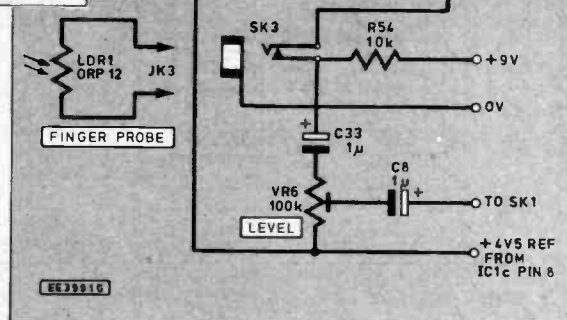 SK3
R54
10k
LDR1
ORP 12
JK3
+9V
0V
FINGER PROBE
+
C33
1μ
C8
1μ
+
VR6
100k
TO SK1
LEVEL
+4V5 REF
FROM
IC1c PIN 8
EE3991G